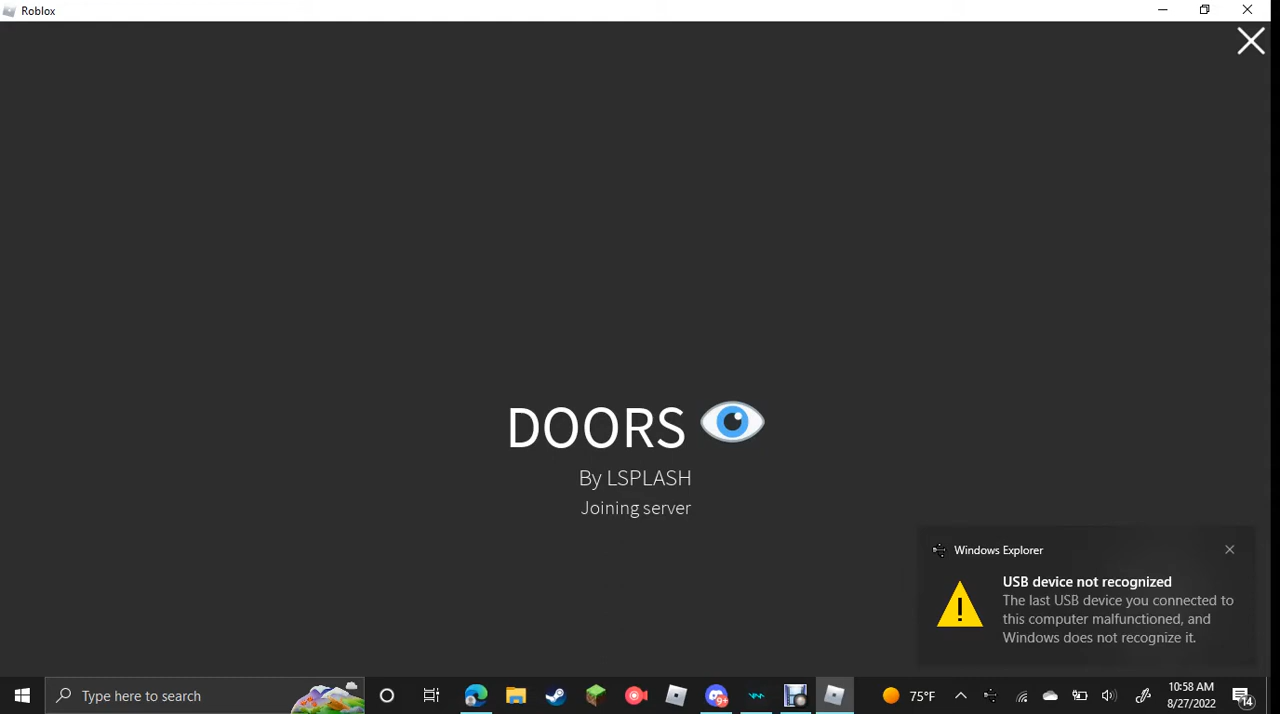 Roblox
DOORS
By LSPLASH
Joining server
Windows Explorer
USB device not recognized
The last USB device you connected to
this computer malfunctioned, and
Windows does not recognize it.
Type here to search
75°F
10:58 AM
8/27/2022
14